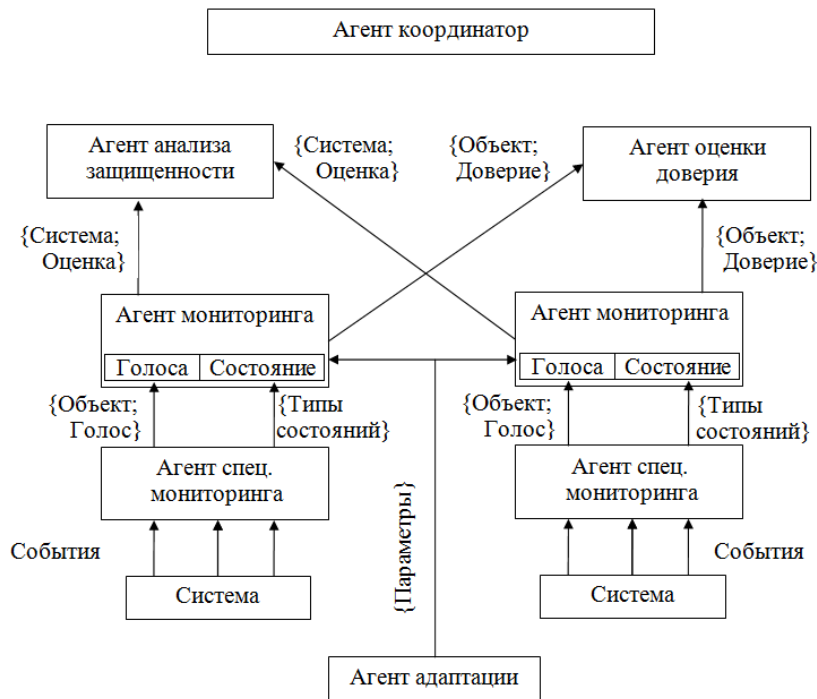 Агент координатор
Агент анализа
защищенности
{Система;
Оценка}
{Объект;
Доверие}
Агент оценки
доверия
{Система;
Оценка}
{Объект;
Доверие}
Агент мониторинга
Голоса
Состояние
Агент мониторинга
Голоса
Состояние
{Объект;
Голос}
{Типы
состояний}
{Объект;
Голос}
{Типы
состояний}
Агент спец.
мониторинга
Агент спец.
мониторинга
{Параметры}
События
События
Система
Система
Агент адаптации